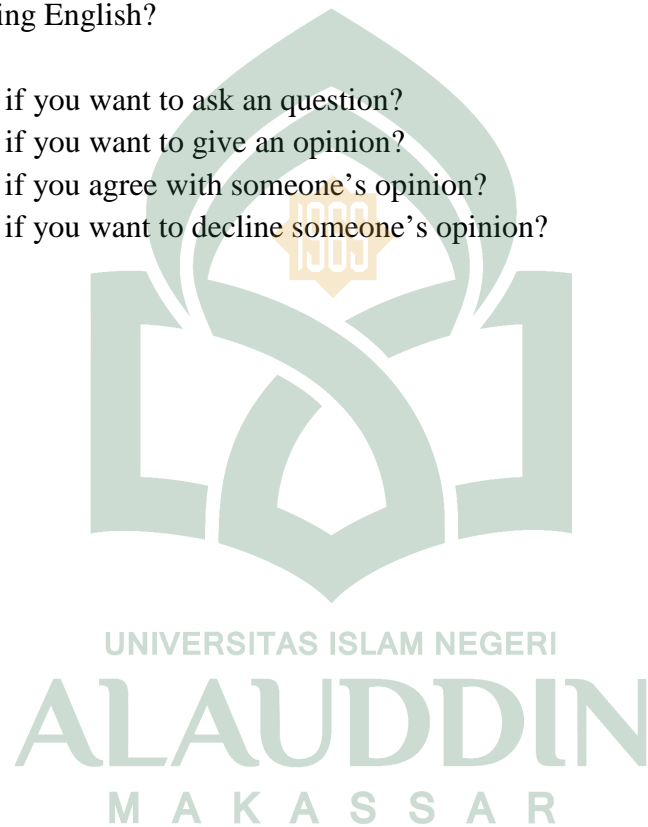 ing English?
if you want to ask an question?
if you want to give an opinion?
if you agree with someone’s opinion?
if you want to decline someone’s opinion?
1989
UNIVERSITAS ISLAM NEGERI
ALAUDDIN
MAKASSAR